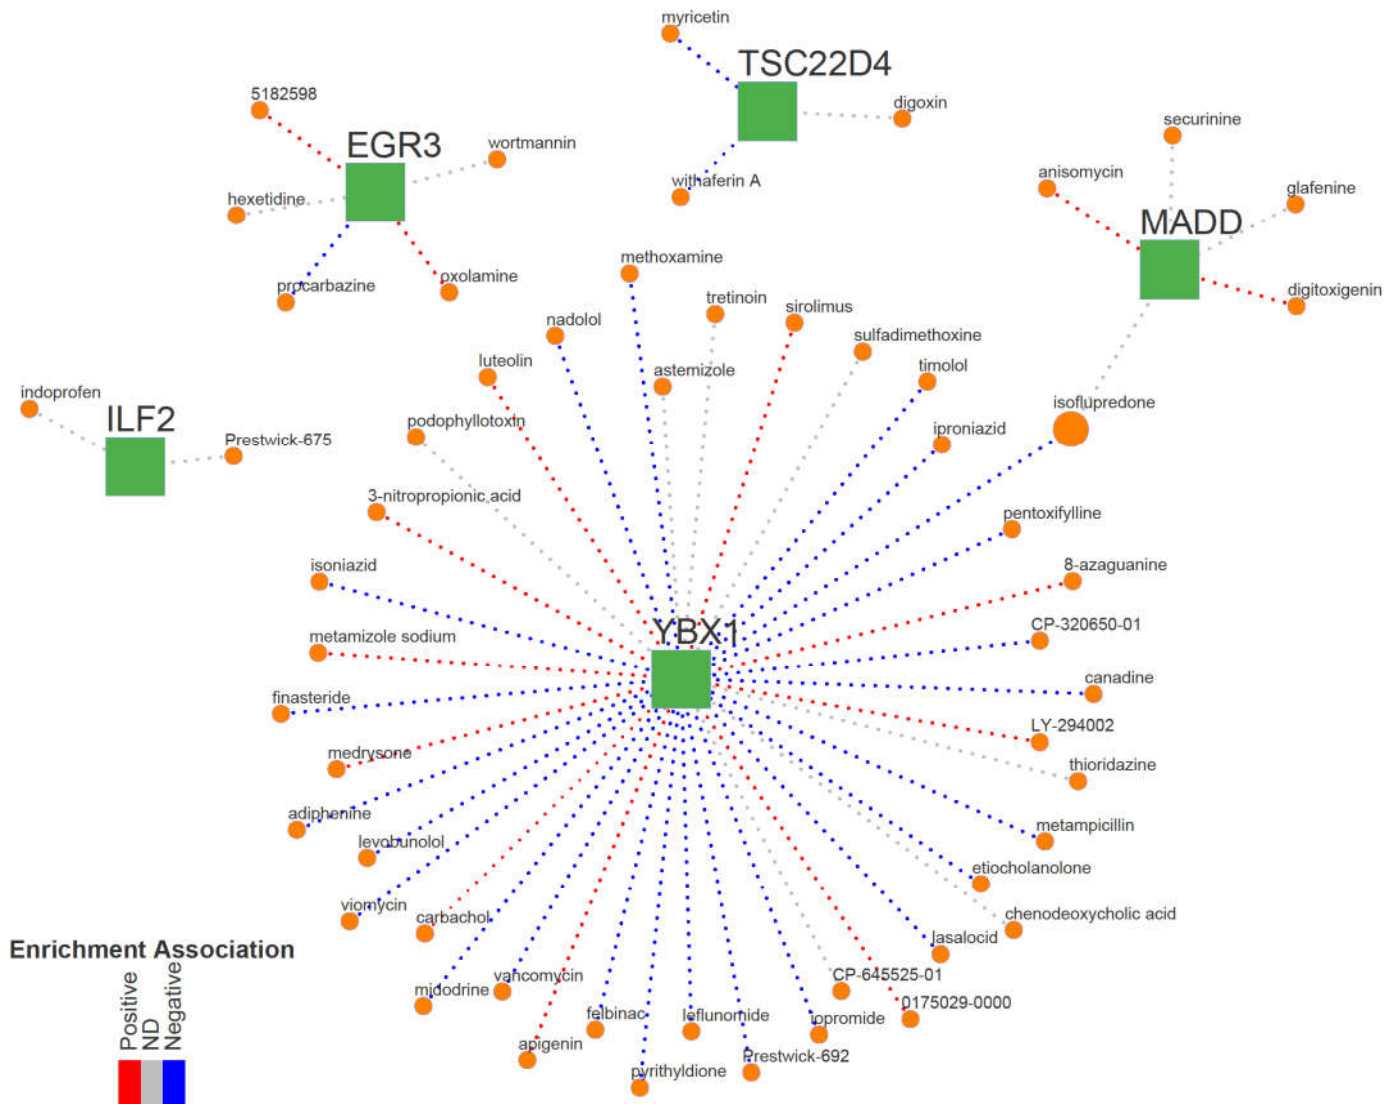 myricetin
TSC22D4
5182598
digoxin
securinine
EGR3
wortmannin
anisomycin
glafenine
hexetidine
withaferin A
MADD
methoxamine
procarbazine
oxolamine
tretinoin
sirolimus
digitoxigenin
nadolol
sulfadimethoxine
luteolin
astemizole
timolol
indoprofen
isoflupredone
ILF2
podophyllotoxin
iproniazid
Prestwick-675
3-nitropropionic acid
pentoxifylline
isoniazid
8-azaguanine
metamizole sodium
YBX1
CP-320650-01
canadine
finasteride
LY-294002
medrysone
thioridazine
adiphenine
metampicillin
levobunolol
etiocholanolone
viomycin
carbachol
chenodeoxycholic acid
Enrichment Association
lasalocid
Positive
ND
Negative
midodrine
vancomycin
CP-645525-01
0175029-0000
felbinac
leflunomide
iopromide
apigenin
Prestwick-692
pyrithyldione